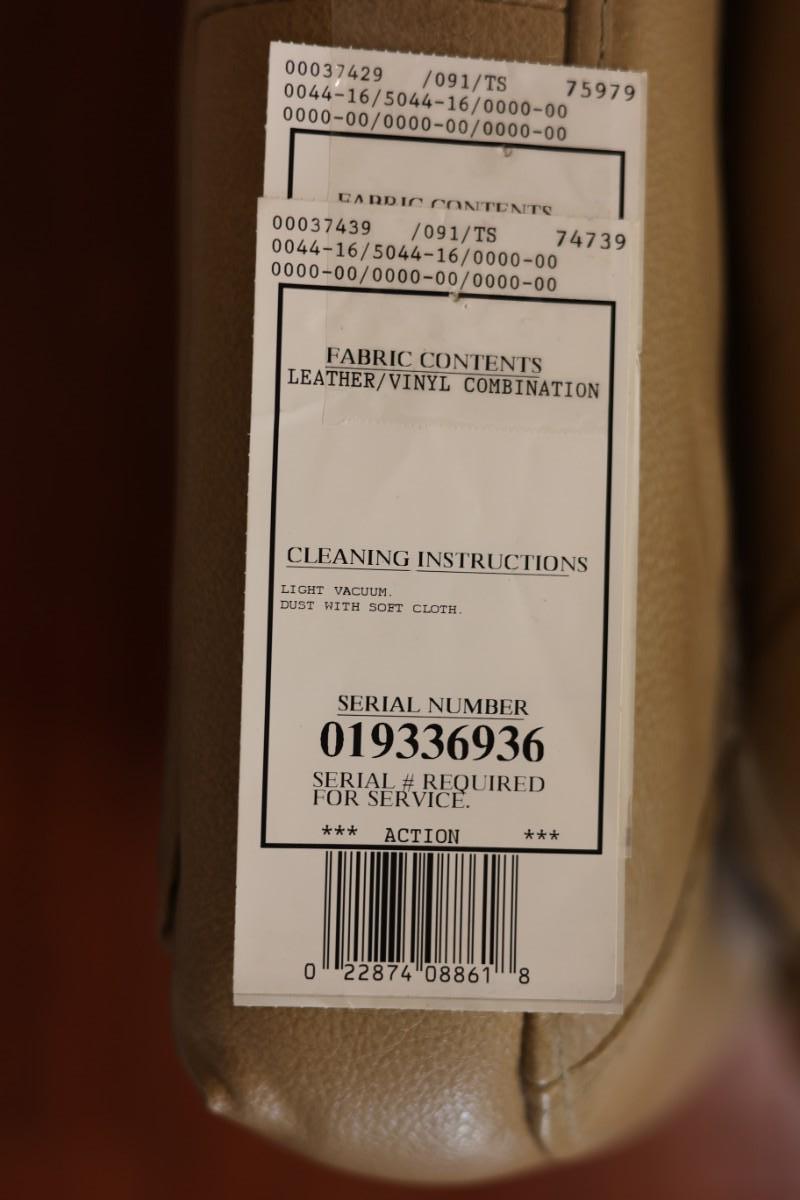 00037429 /091/TS 75979
0044-16/5044-16/0000-00
0000-00/0000-00/0000-00
FABRIC CONTENTS
00037439 /091/TS 74739
0044-16/5044-16/0000-00
0000-00/0000-00/0000-00
FABRIC CONTENTS
LEATHER/VINYL COMBINATION
CLEANING INSTRUCTIONS
LIGHT VACUUM.
DUST WITH SOFT CLOTH.
SERIAL NUMBER
019336936
SERIAL # REQUIRED
FOR SERVICE.
*** ACTION ***
0 22874 08861 8